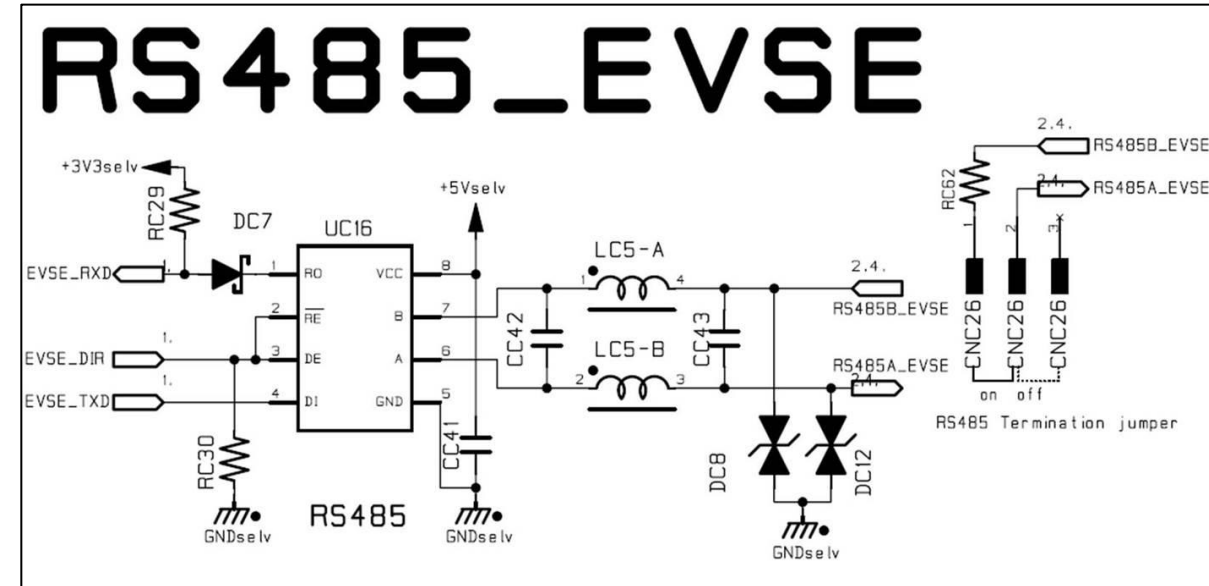 RS485_EVSE
+3V3selv
RC29
DC7
UC16
+5Vselv
EVSE_RXD
1.
1
RO
VCC
8
2
RE
B
7
EVSE_DIR
1.
3
DE
A
6
EVSE_TXD
1.
4
DI
GND
5
RC30
GNDselv
RS485
CC41
GNDselv
CC42
LC5-A
1
4
LC5-B
2
3
CC43
2.4.
RS485B_EVSE
RS485A_EVSE
2.4.
DC8
DC12
GNDselv
2.4.
RS485B_EVSE
RC62
2.4.
RS485A_EVSE
1
2
3
CNC26
CNC26
CNC26
on off
RS485 Termination jumper